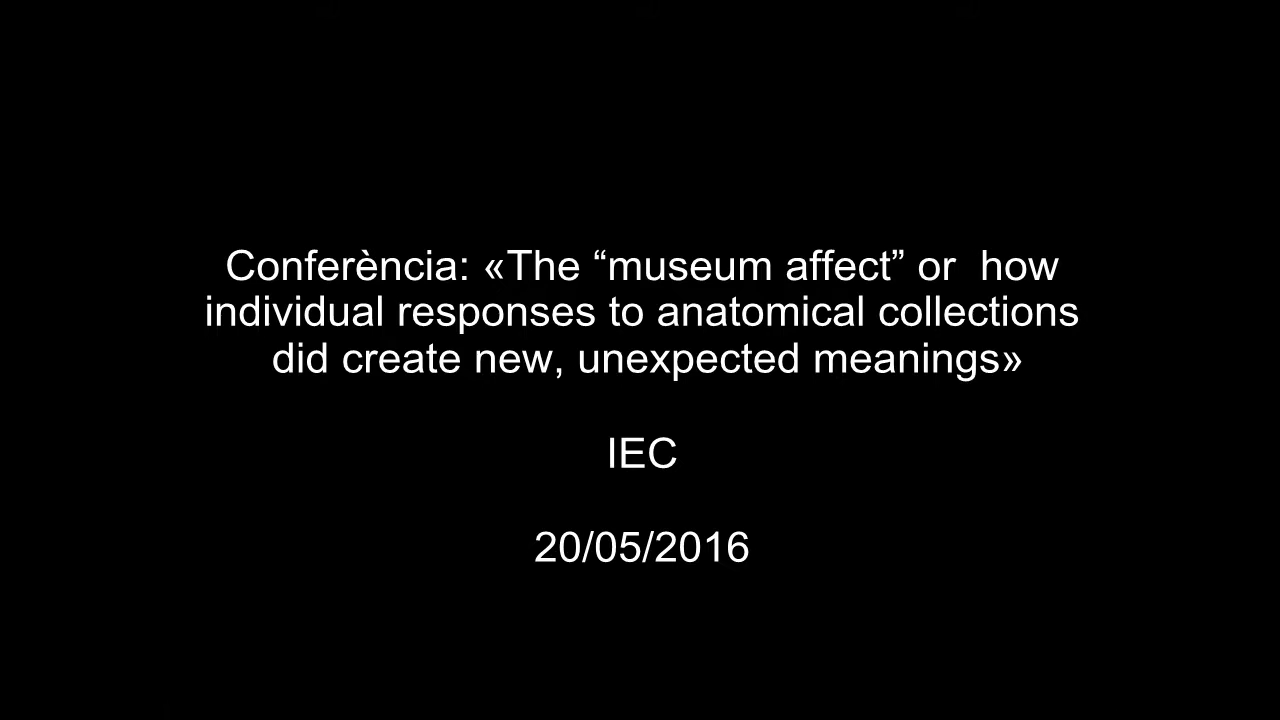 Conferència: «The “museum affect” or  how
individual responses to anatomical collections
did create new, unexpected meanings»
IEC
20/05/2016